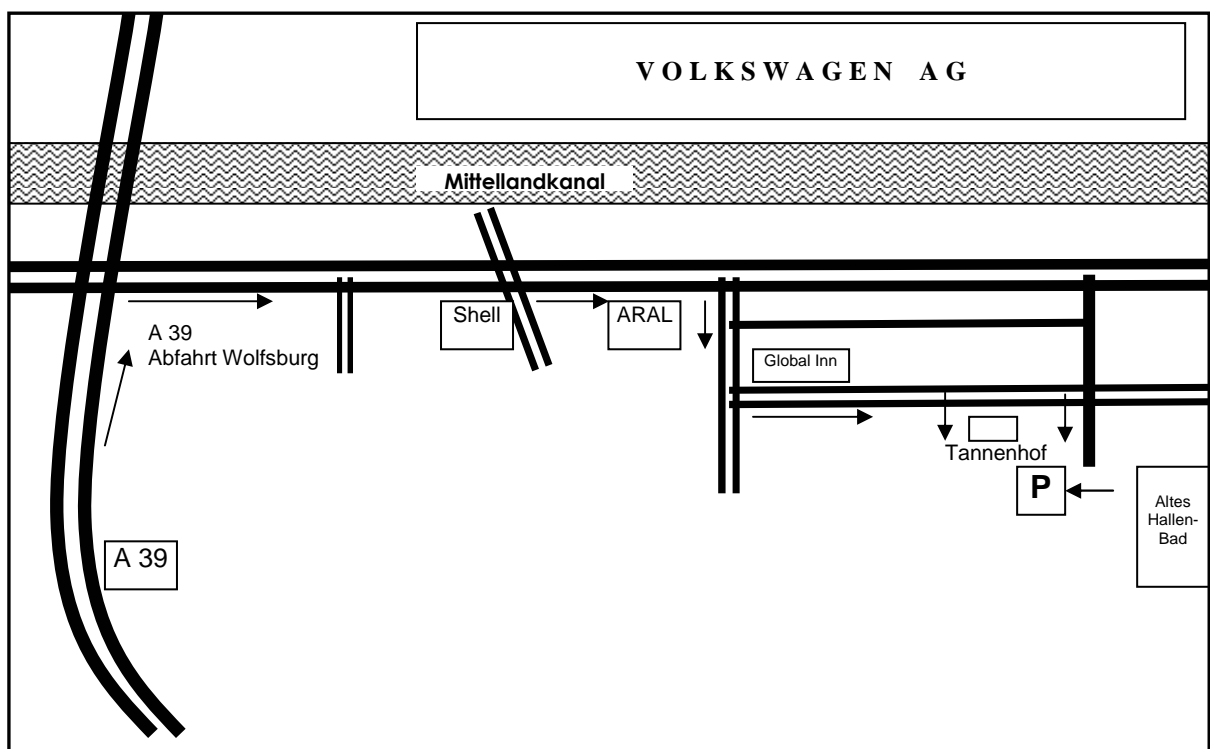 VOLKSWAGEN AG
Mittellandkanal
Shell
ARAL
A 39
Abfahrt Wolfsburg
Global Inn
Tannenhof
P
Altes
Hallen-
Bad
A 39